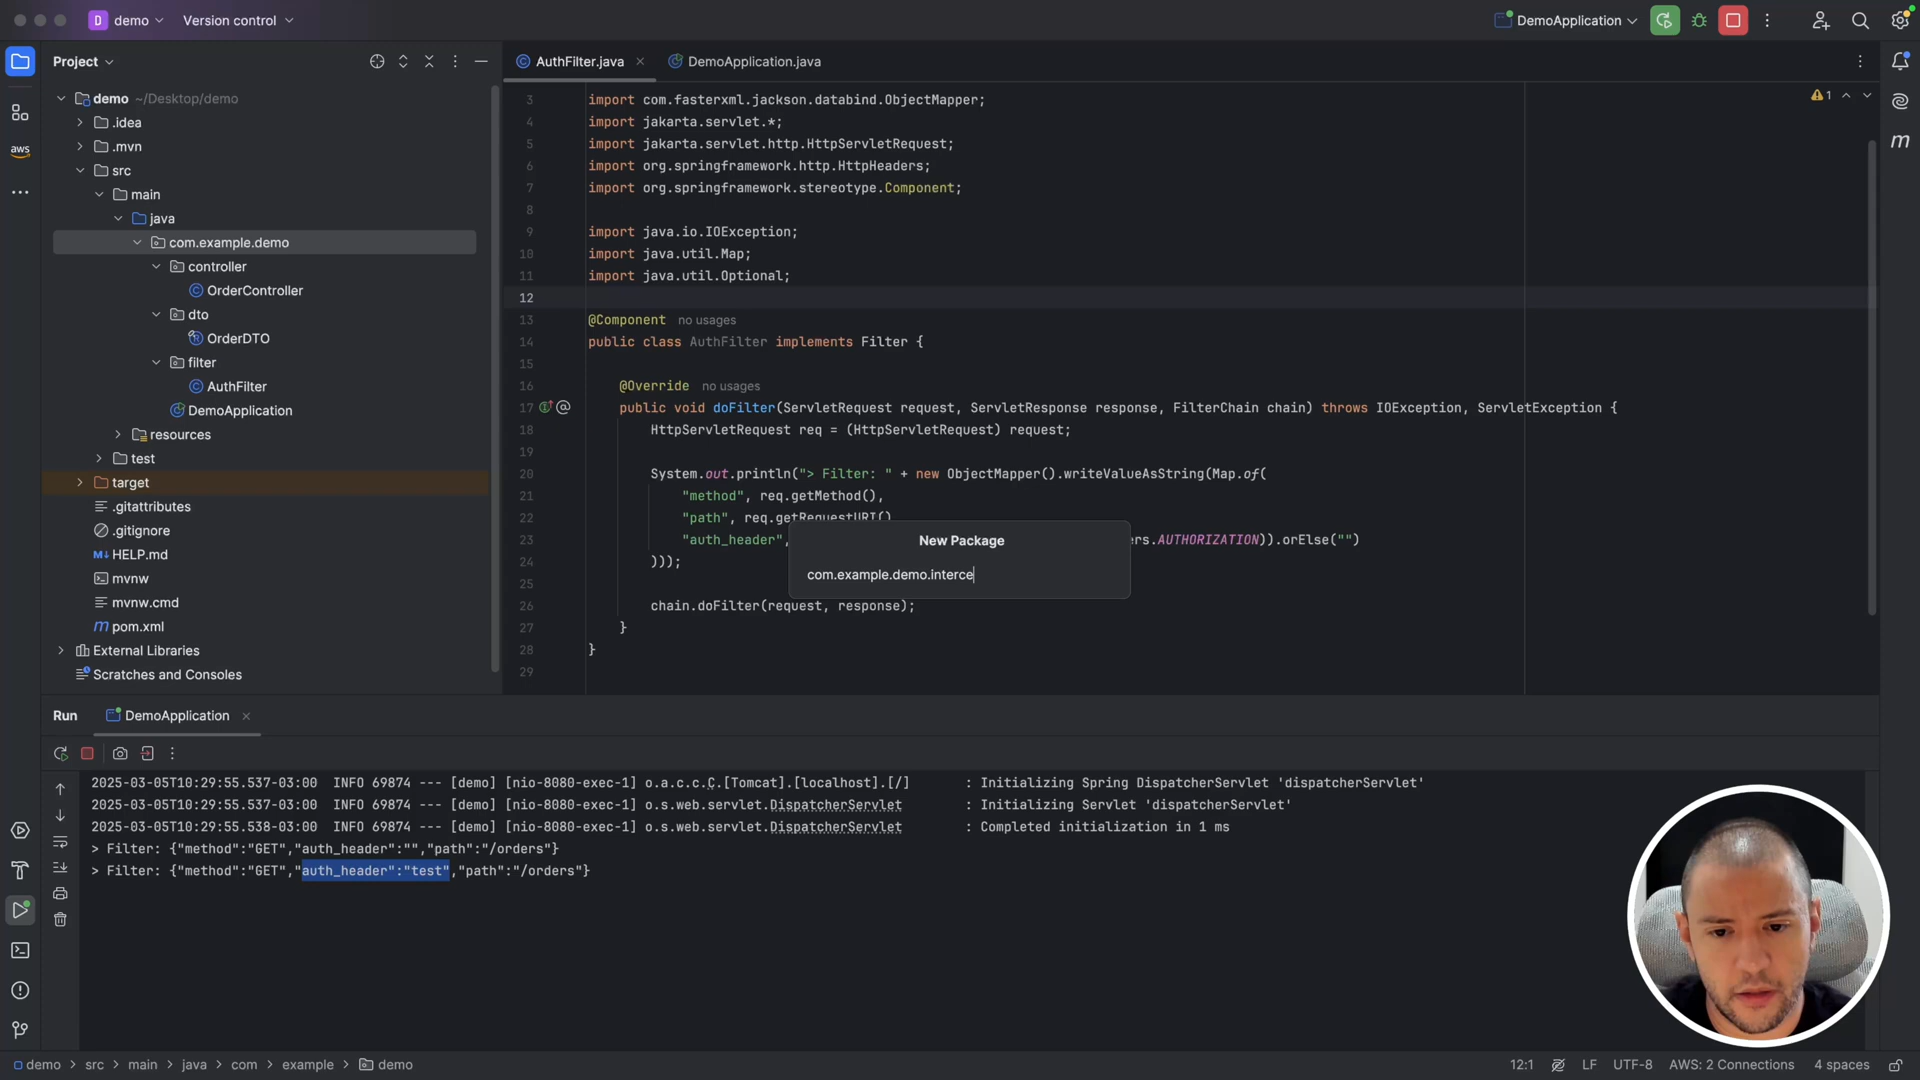 D demo Version control DemoApplication
Project
AuthFilter.java DemoApplication.java
demo ~/Desktop/demo
.idea
.mvn
src
main
java
com.example.demo
controller
OrderController
dto
OrderDTO
filter
AuthFilter
DemoApplication
resources
test
target
.gitattributes
.gitignore
M↓ HELP.md
mvnw
mvnw.cmd
m pom.xml
External Libraries
Scratches and Consoles
aws
m
1
3 import com.fasterxml.jackson.databind.ObjectMapper;
4 import jakarta.servlet.*;
5 import jakarta.servlet.http.HttpServletRequest;
6 import org.springframework.http.HttpHeaders;
7 import org.springframework.stereotype.Component;
8
9 import java.io.IOException;
10 import java.util.Map;
11 import java.util.Optional;
12
13 @Component no usages
14 public class AuthFilter implements Filter {
15
16 @Override no usages
17 public void doFilter(ServletRequest request, ServletResponse response, FilterChain chain) throws IOException, ServletException {
18 HttpServletRequest req = (HttpServletRequest) request;
19
20 System.out.println("> Filter: " + new ObjectMapper().writeValueAsString(Map.of(
21 "method", req.getMethod(),
22 "path", req.getRequestURI()
23 "auth_header", ers.AUTHORIZATION)).orElse("")
24 )));
25
26 chain.doFilter(request, response);
27 }
28 }
29
New Package
com.example.demo.interce
Run DemoApplication
2025-03-05T10:29:55.537-03:00 INFO 69874 --- [demo] [nio-8080-exec-1] o.a.c.c.C.[Tomcat].[localhost].[/] : Initializing Spring DispatcherServlet 'dispatcherServlet'
2025-03-05T10:29:55.537-03:00 INFO 69874 --- [demo] [nio-8080-exec-1] o.s.web.servlet.DispatcherServlet : Initializing Servlet 'dispatcherServlet'
2025-03-05T10:29:55.538-03:00 INFO 69874 --- [demo] [nio-8080-exec-1] o.s.web.servlet.DispatcherServlet : Completed initialization in 1 ms
> Filter: {"method":"GET","auth_header":"","path":"/orders"}
> Filter: {"method":"GET","auth_header":"test","path":"/orders"}
demo > src > main > java > com > example > demo 12:1 LF UTF-8 AWS: 2 Connections 4 spaces